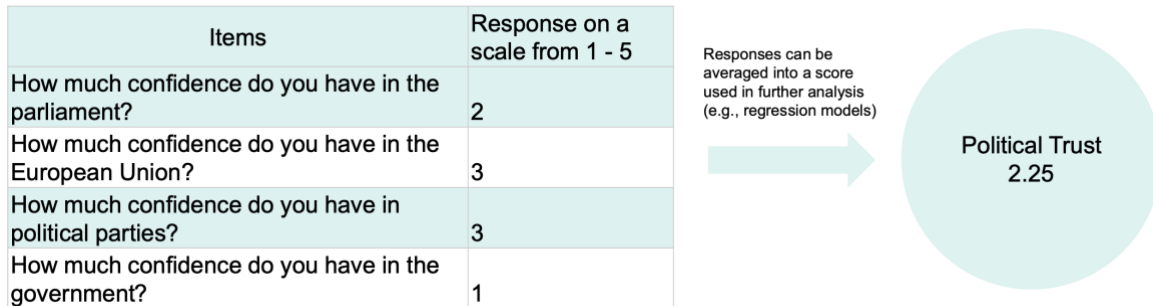 Items
Response on a
scale from 1 - 5
How much confidence do you have in the
parliament?
2
How much confidence do you have in the
European Union?
3
How much confidence do you have in
political parties?
3
How much confidence do you have in the
government?
1
Responses can be
averaged into a score
used in further analysis
(e.g., regression models)
Political Trust
2.25